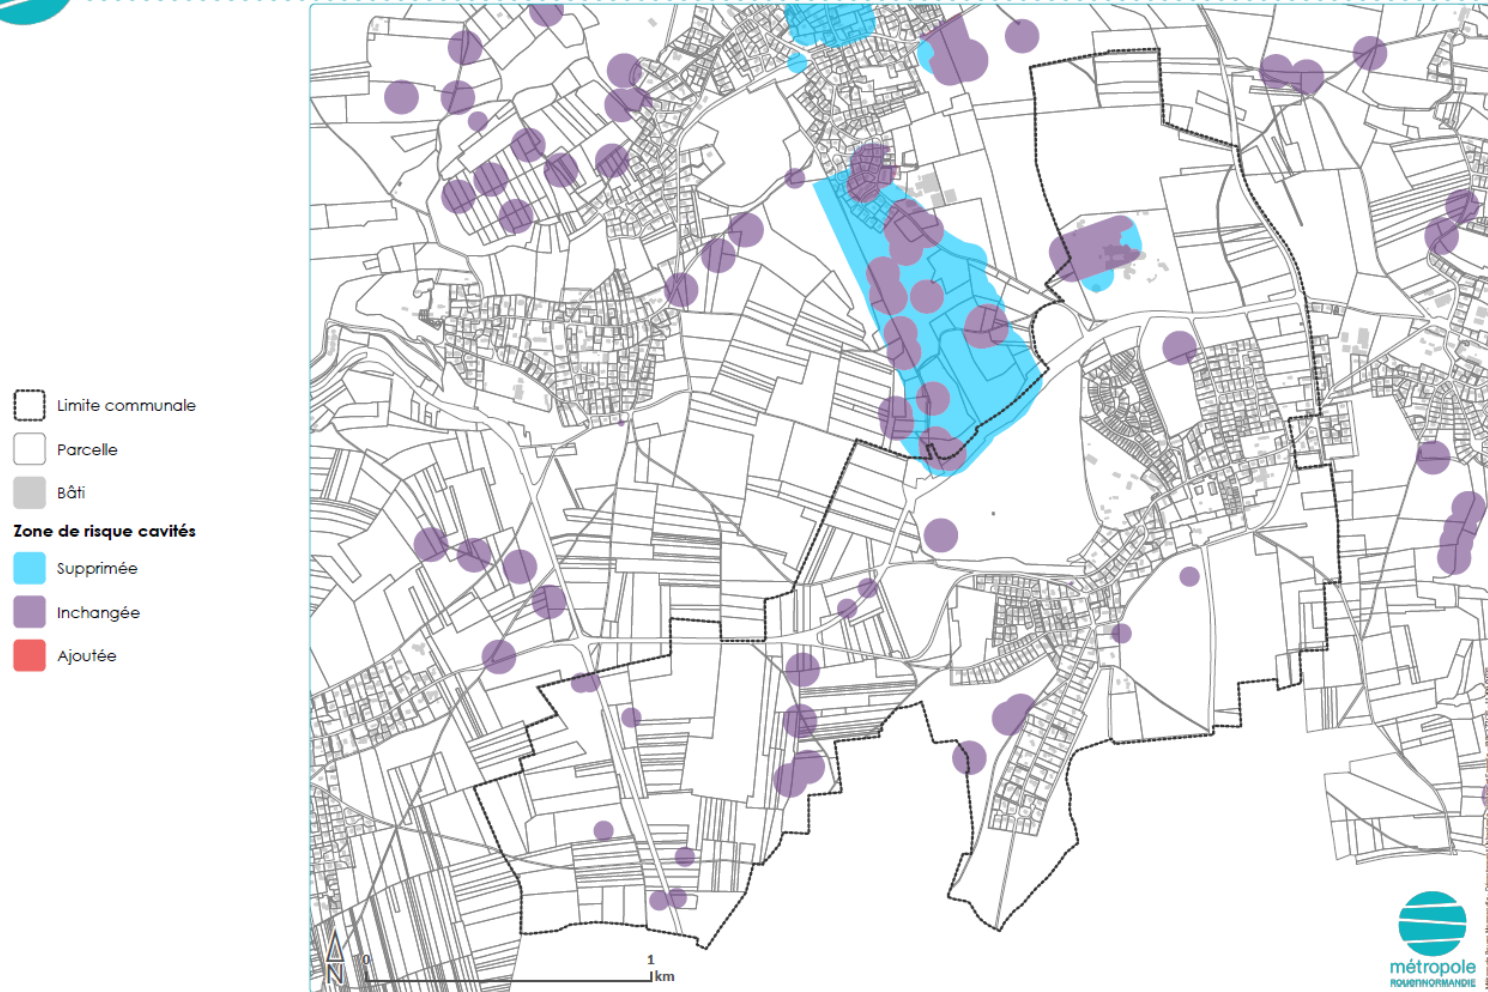 Limite communale
Parcelle
Bâti
Zone de risque cavités
Supprimée
Inchangée
Ajoutée
N
0 1
km
métropole
ROUENNORMANDIE